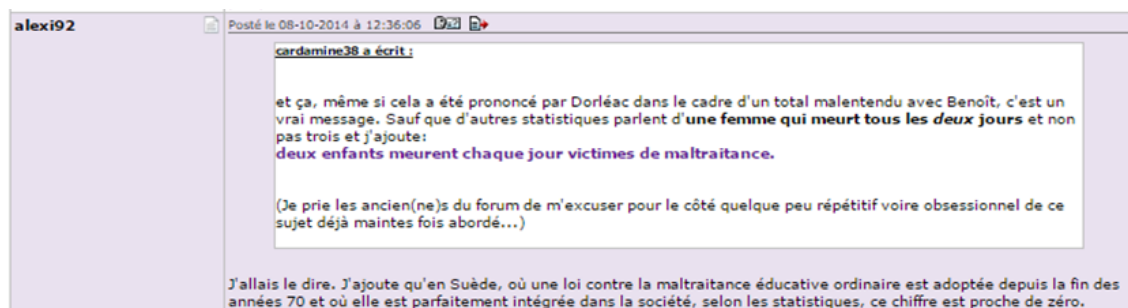 alexi92
Posté le 08-10-2014 à 12:36:06
cardamine38 a écrit :
et ça, même si cela a été prononcé par Dorléac dans le cadre d'un total malentendu avec Benoît, c'est un
vrai message. Sauf que d'autres statistiques parlent d'une femme qui meurt tous les deux jours et non
pas trois et j'ajoute:
deux enfants meurent chaque jour victimes de maltraitance.
(Je prie les ancien(ne)s du forum de m'excuser pour le côté quelque peu répétitif voire obsessionnel de ce
sujet déjà maintes fois abordé...)
J'allais le dire. J'ajoute qu'en Suède, où une loi contre la maltraitance éducative ordinaire est adoptée depuis la fin des
années 70 et où elle est parfaitement intégrée dans la société, selon les statistiques, ce chiffre est proche de zéro.